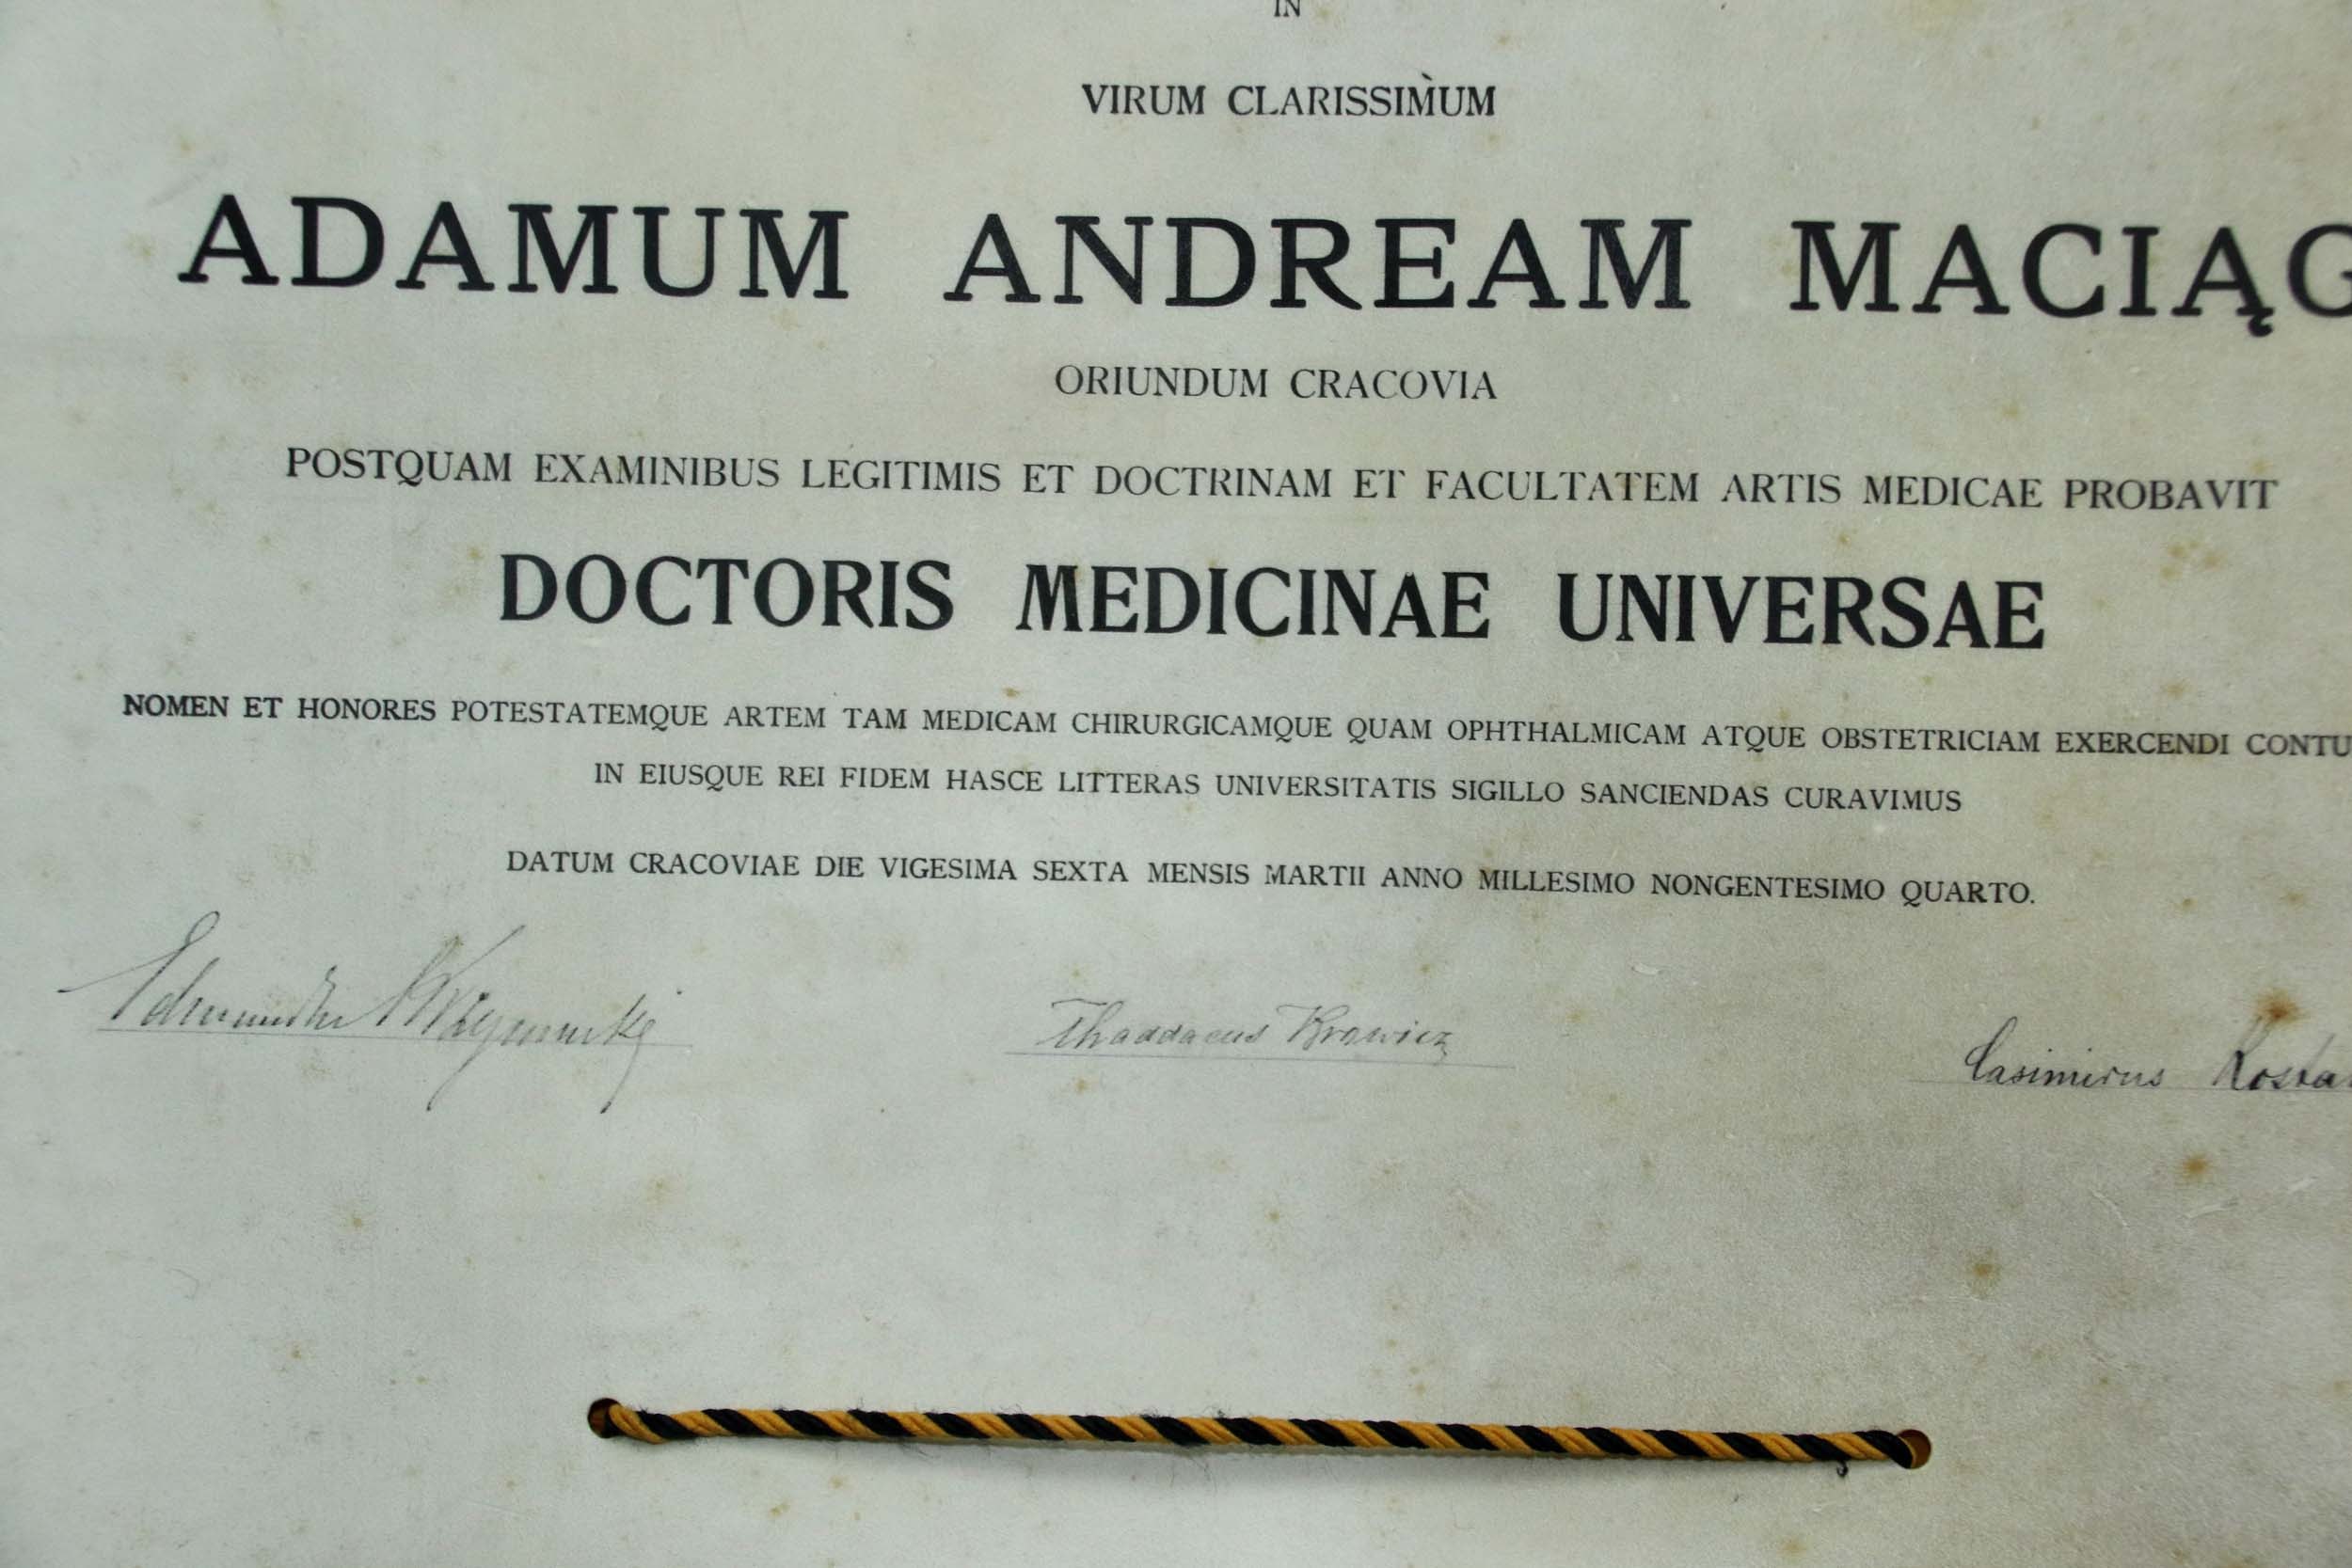 IN
VIRUM CLARISSIMUM
ADAMUM ANDREAM MACIĄG
ORIUNDUM CRACOVIA
POSTQUAM EXAMINIBUS LEGITIMIS ET DOCTRINAM ET FACULTATEM ARTIS MEDICAE PROBAVIT
DOCTORIS MEDICINAE UNIVERSAE
NOMEN ET HONORES POTESTATEMQUE ARTEM TAM MEDICAM CHIRURGICAMQUE QUAM OPHTHALMICAM ATQUE OBSTETRICIAM EXERCENDI CONTU
IN EIUSQUE REI FIDEM HASCE LITTERAS UNIVERSITATIS SIGILLO SANCIENDAS CURAVIMUS
DATUM CRACOVIAE DIE VIGESIMA SEXTA MENSIS MARTII ANNO MILLESIMO NONGENTESIMO QUARTO.
Thaddaeus Casimirus Kosta